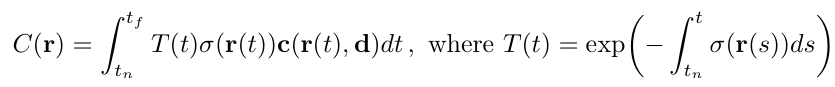 C(𝐫) = ∫_{t_n}^{t_f} T(t)σ(𝐫(t))𝐜(𝐫(t), 𝐝)dt , where T(t) = exp(−∫_{t_n}^{t} σ(𝐫(s))ds)